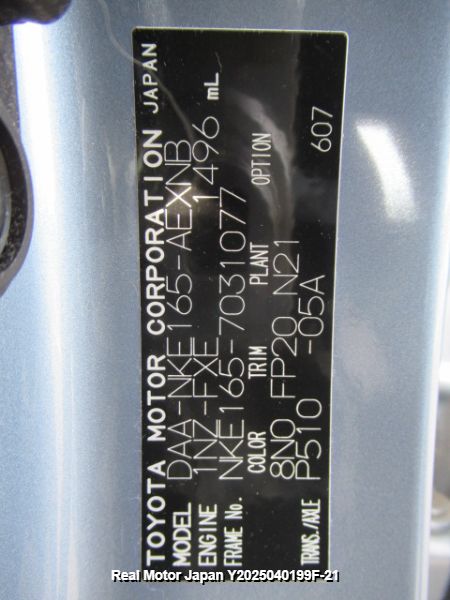 TOYOTA MOTOR CORPORATION JAPAN
MODEL DAA-NKE165-AEXNB
ENGINE 1NZ-FXE 1496 mL
FRAME No. NKE165-7031077
COLOR TRIM PLANT OPTION
8N0 FP20 N21
TRANS./AXLE P510 -05A 607
Real Motor Japan Y2025040199F-21